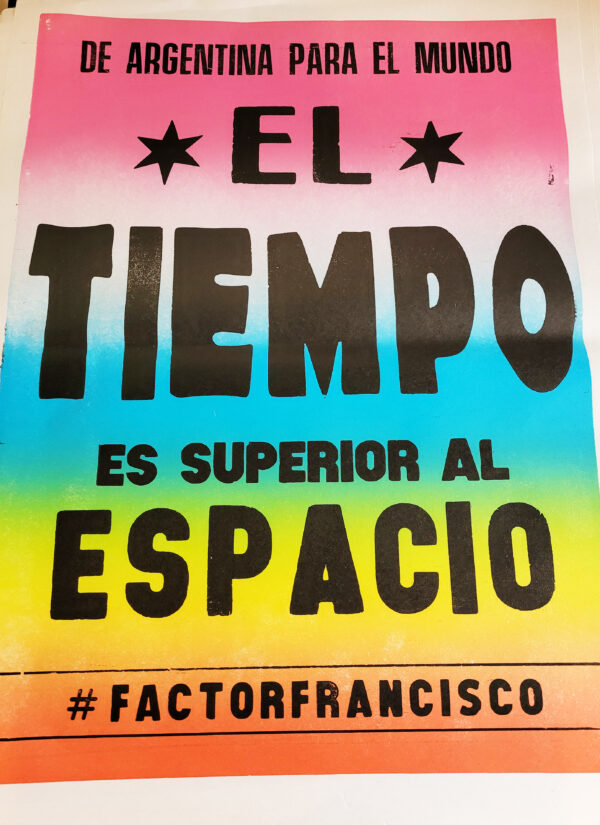 DE ARGENTINA PARA EL MUNDO
★ EL ★
TIEMPO
ES SUPERIOR AL
ESPACIO
#FACTORFRANCISCO